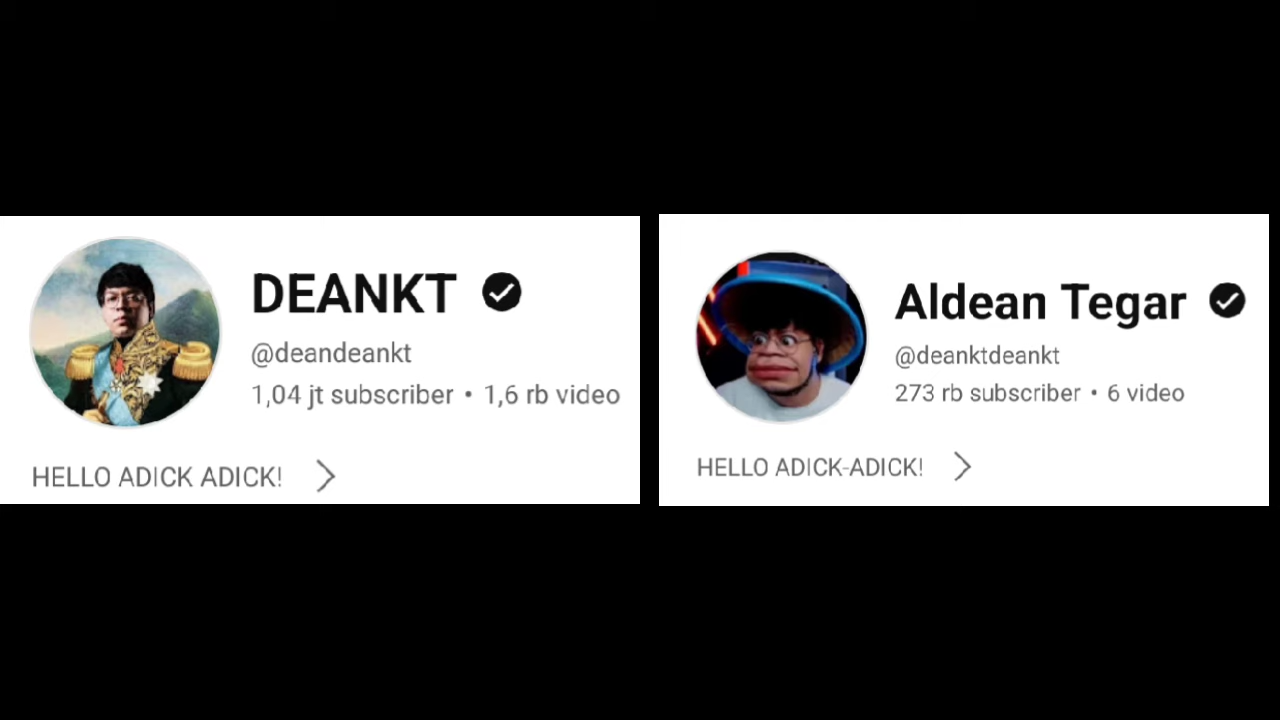 DEANKT
@deandeankt
1,04 jt subscriber • 1,6 rb video
HELLO ADICK ADICK!
Aldean Tegar
@deanktdeankt
273 rb subscriber • 6 video
HELLO ADICK-ADICK!